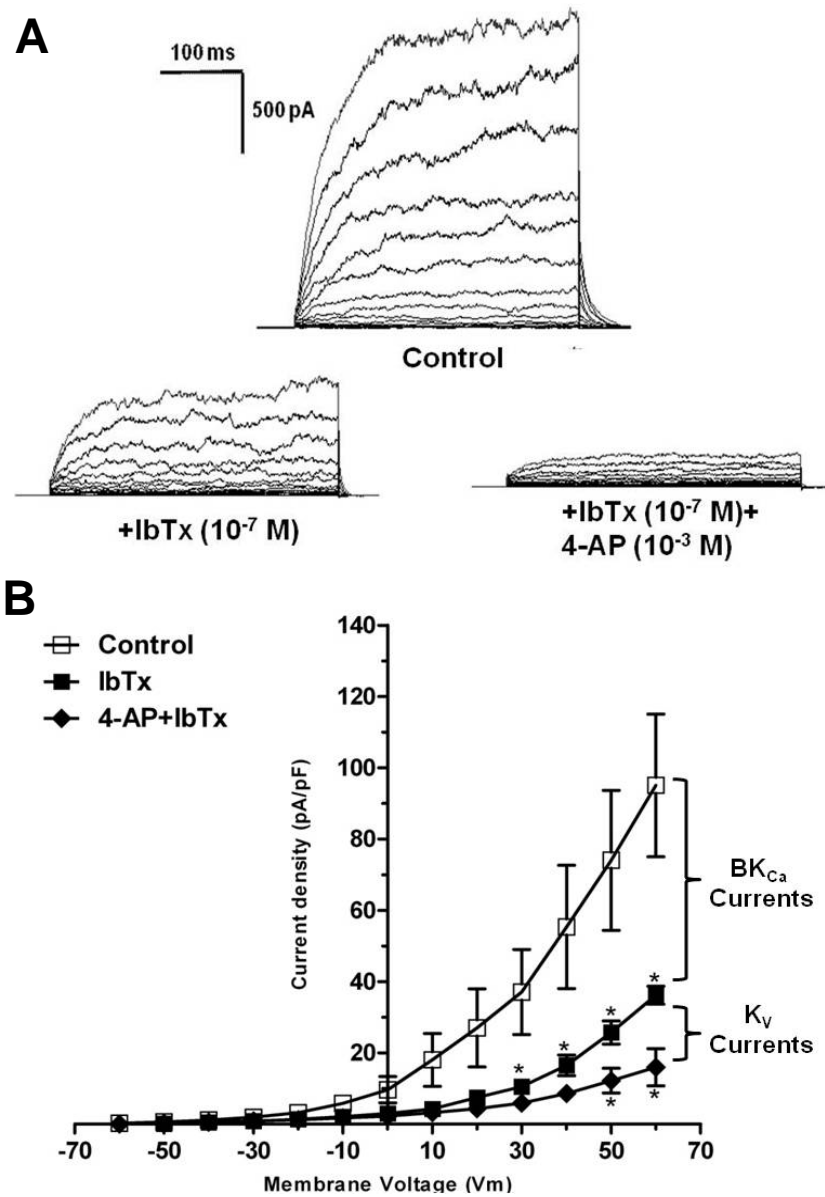 A
100 ms
500 pA
Control
+IbTx (10-7 M)
+IbTx (10-7 M)+
4-AP (10-3 M)
B
Control
IbTx
4-AP+IbTx
Current density (pA/pF)
140
120
100
80
60
40
20
-70
-50
-30
-10
10
30
50
70
Membrane Voltage (Vm)
BKCa
Currents
KV
Currents
*
*
*
*
*
*